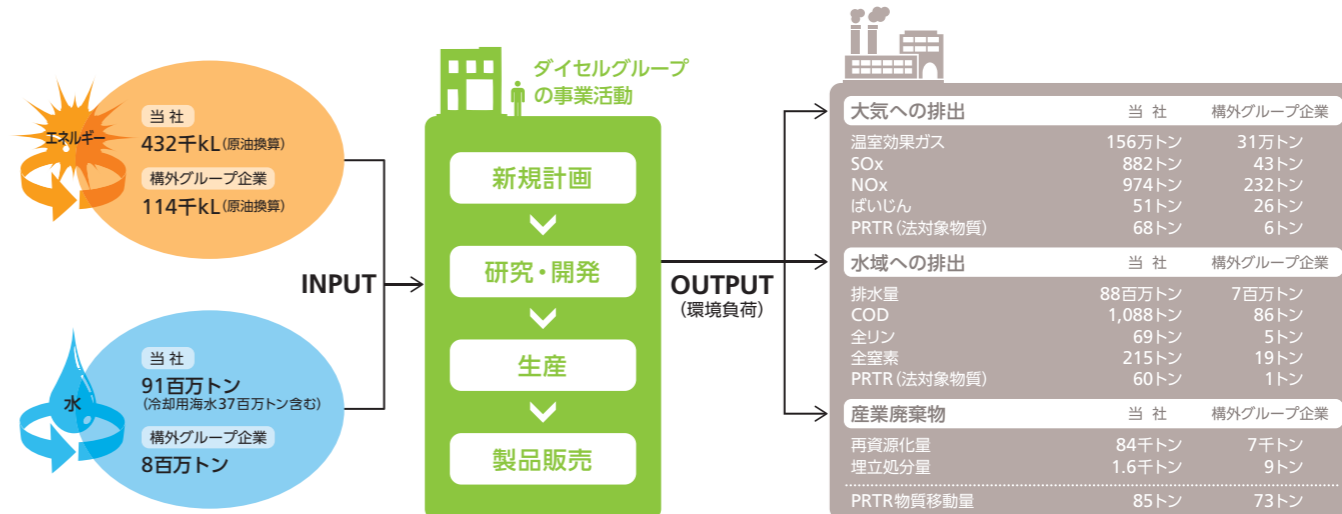 エネルギー
当社
432千kL(原油換算)
構外グループ企業
114千kL(原油換算)
水
当社
91百万トン
(冷却用海水37百万トン含む)
構外グループ企業
8百万トン
INPUT
ダイセルグループ
の事業活動
新規計画
研究・開発
生産
製品販売
OUTPUT
(環境負荷)
大気への排出 当社 構外グループ企業
温室効果ガス 156万トン 31万トン
SOx 882トン 43トン
NOx 974トン 232トン
ばいじん 51トン 26トン
PRTR(法対象物質) 68トン 6トン
水域への排出 当社 構外グループ企業
排水量 88百万トン 7百万トン
COD 1,088トン 86トン
全リン 69トン 5トン
全窒素 215トン 19トン
PRTR(法対象物質) 60トン 1トン
産業廃棄物 当社 構外グループ企業
再資源化量 84千トン 7千トン
埋立処分量 1.6千トン 9トン
PRTR物質移動量 85トン 73トン